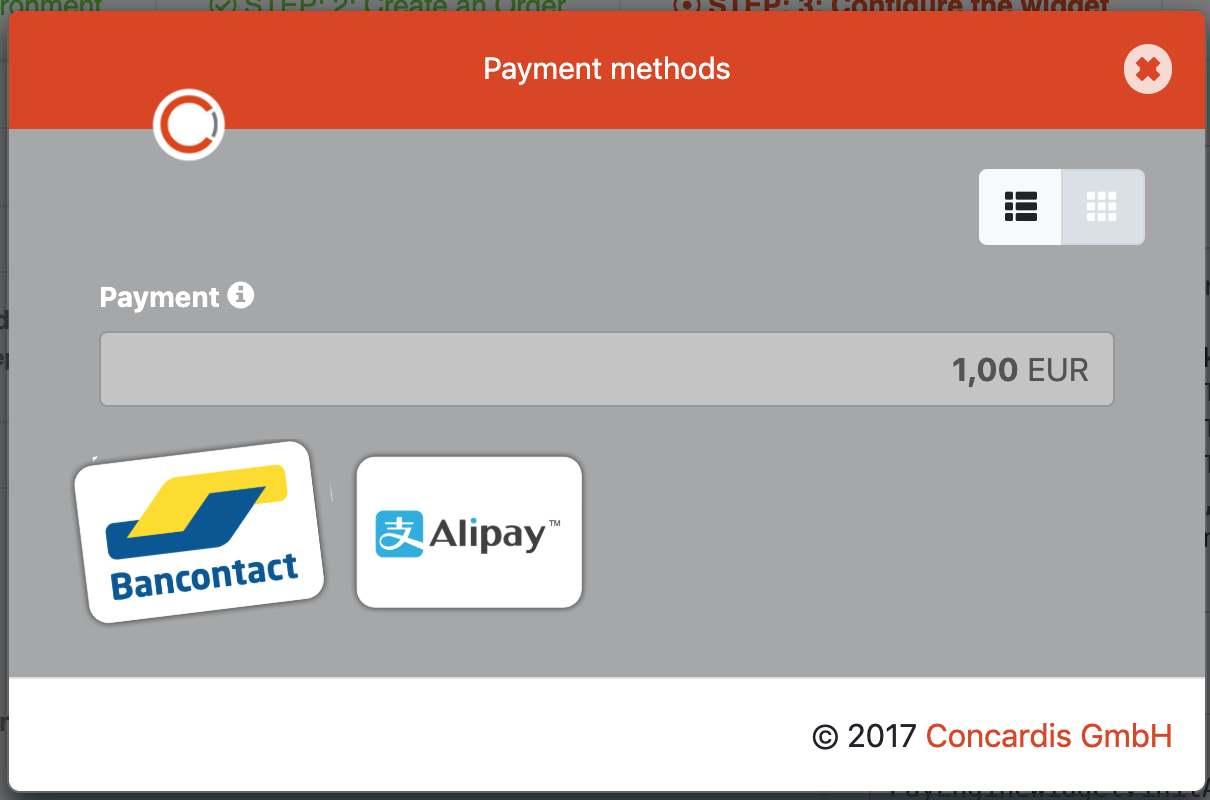 STEP: 2: Create an Order
STEP: 3: Configure the widget
Payment methods
Payment
1,00 EUR
Bancontact
支 Alipay™
© 2017 Concardis GmbH